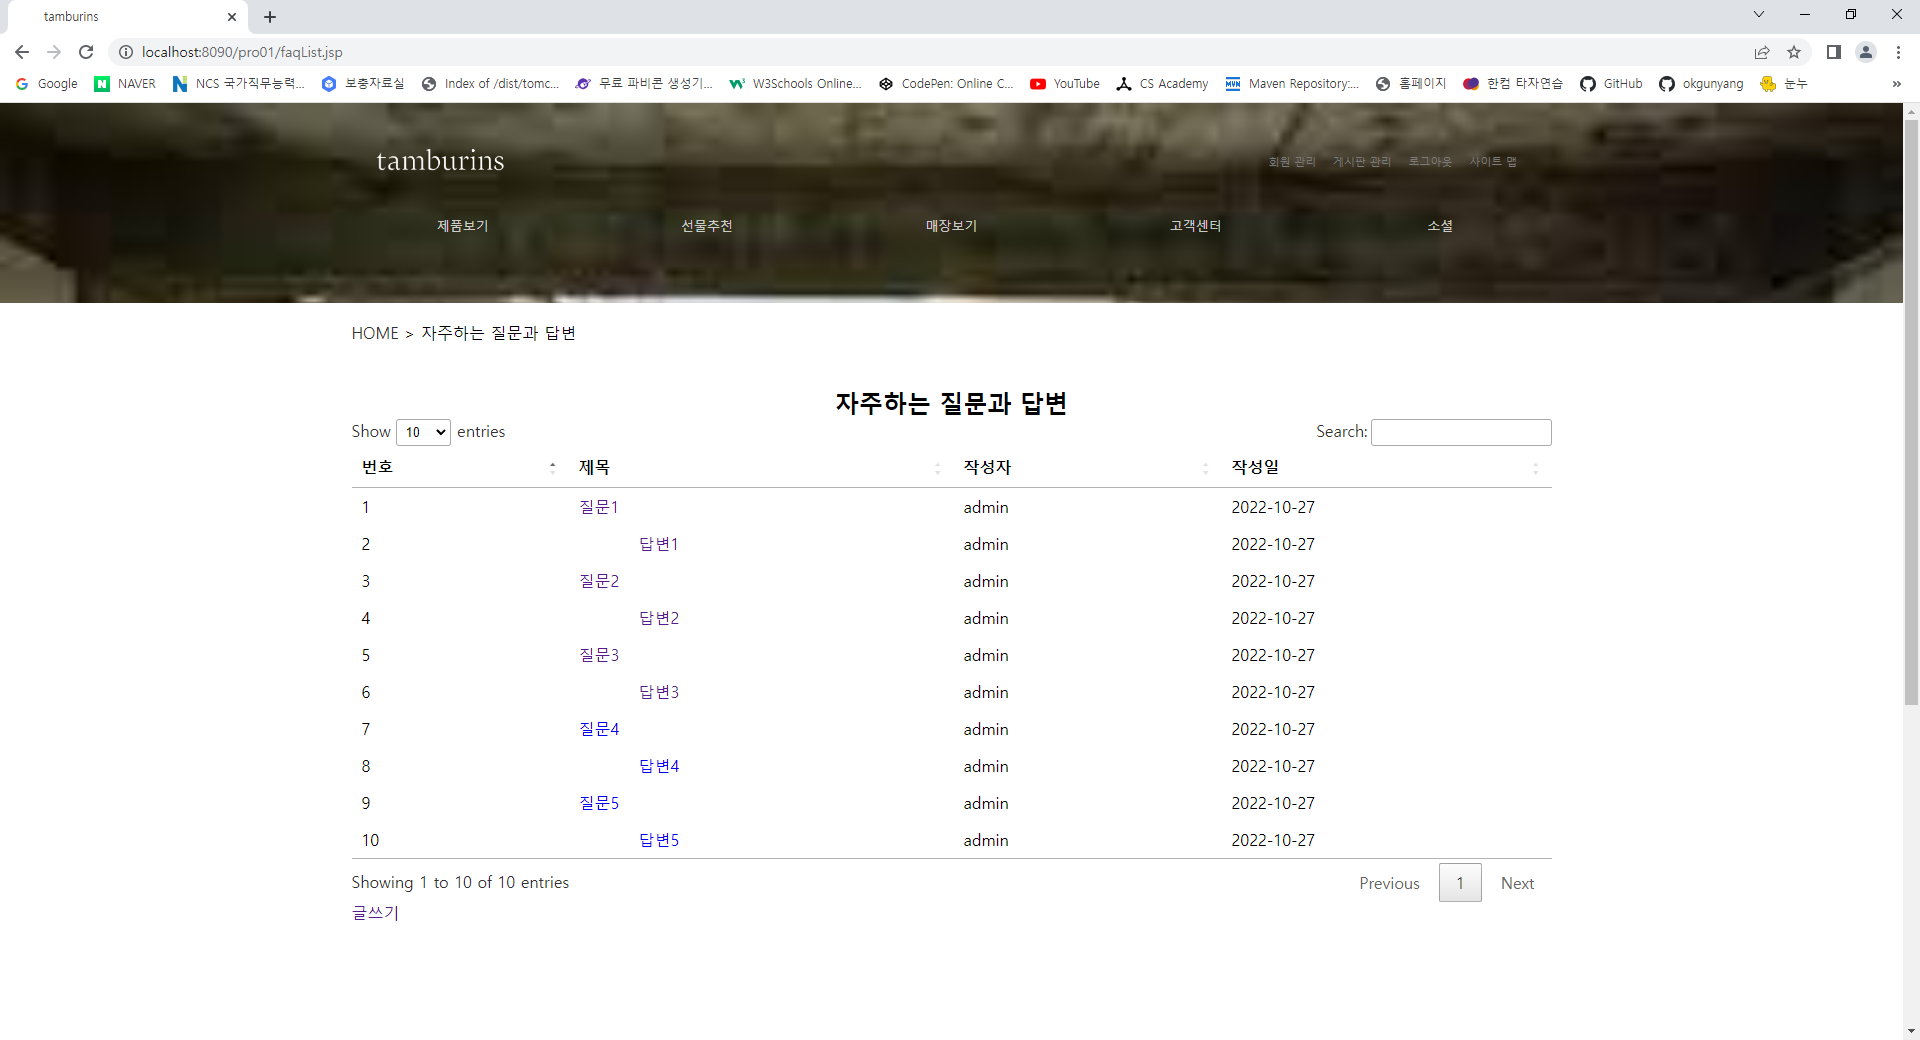 tamburins
localhost:8090/pro01/faqList.jsp
Google NAVER NCS 국가직무능력... 보충자료실 Index of /dist/tomc... 무료 파비콘 생성기... W3Schools Online... CodePen: Online C... YouTube CS Academy Maven Repository:... 홈페이지 한컴 타자연습 GitHub okgunyang 눈누 »
tamburins 회원 관리 게시판 관리 로그아웃 사이트 맵
제품보기 선물추천 매장보기 고객센터 소셜
HOME > 자주하는 질문과 답변
자주하는 질문과 답변
Show 10 entries Search:
번호 제목 작성자 작성일
1 질문1 admin 2022-10-27
2 답변1 admin 2022-10-27
3 질문2 admin 2022-10-27
4 답변2 admin 2022-10-27
5 질문3 admin 2022-10-27
6 답변3 admin 2022-10-27
7 질문4 admin 2022-10-27
8 답변4 admin 2022-10-27
9 질문5 admin 2022-10-27
10 답변5 admin 2022-10-27
Showing 1 to 10 of 10 entries Previous 1 Next
글쓰기